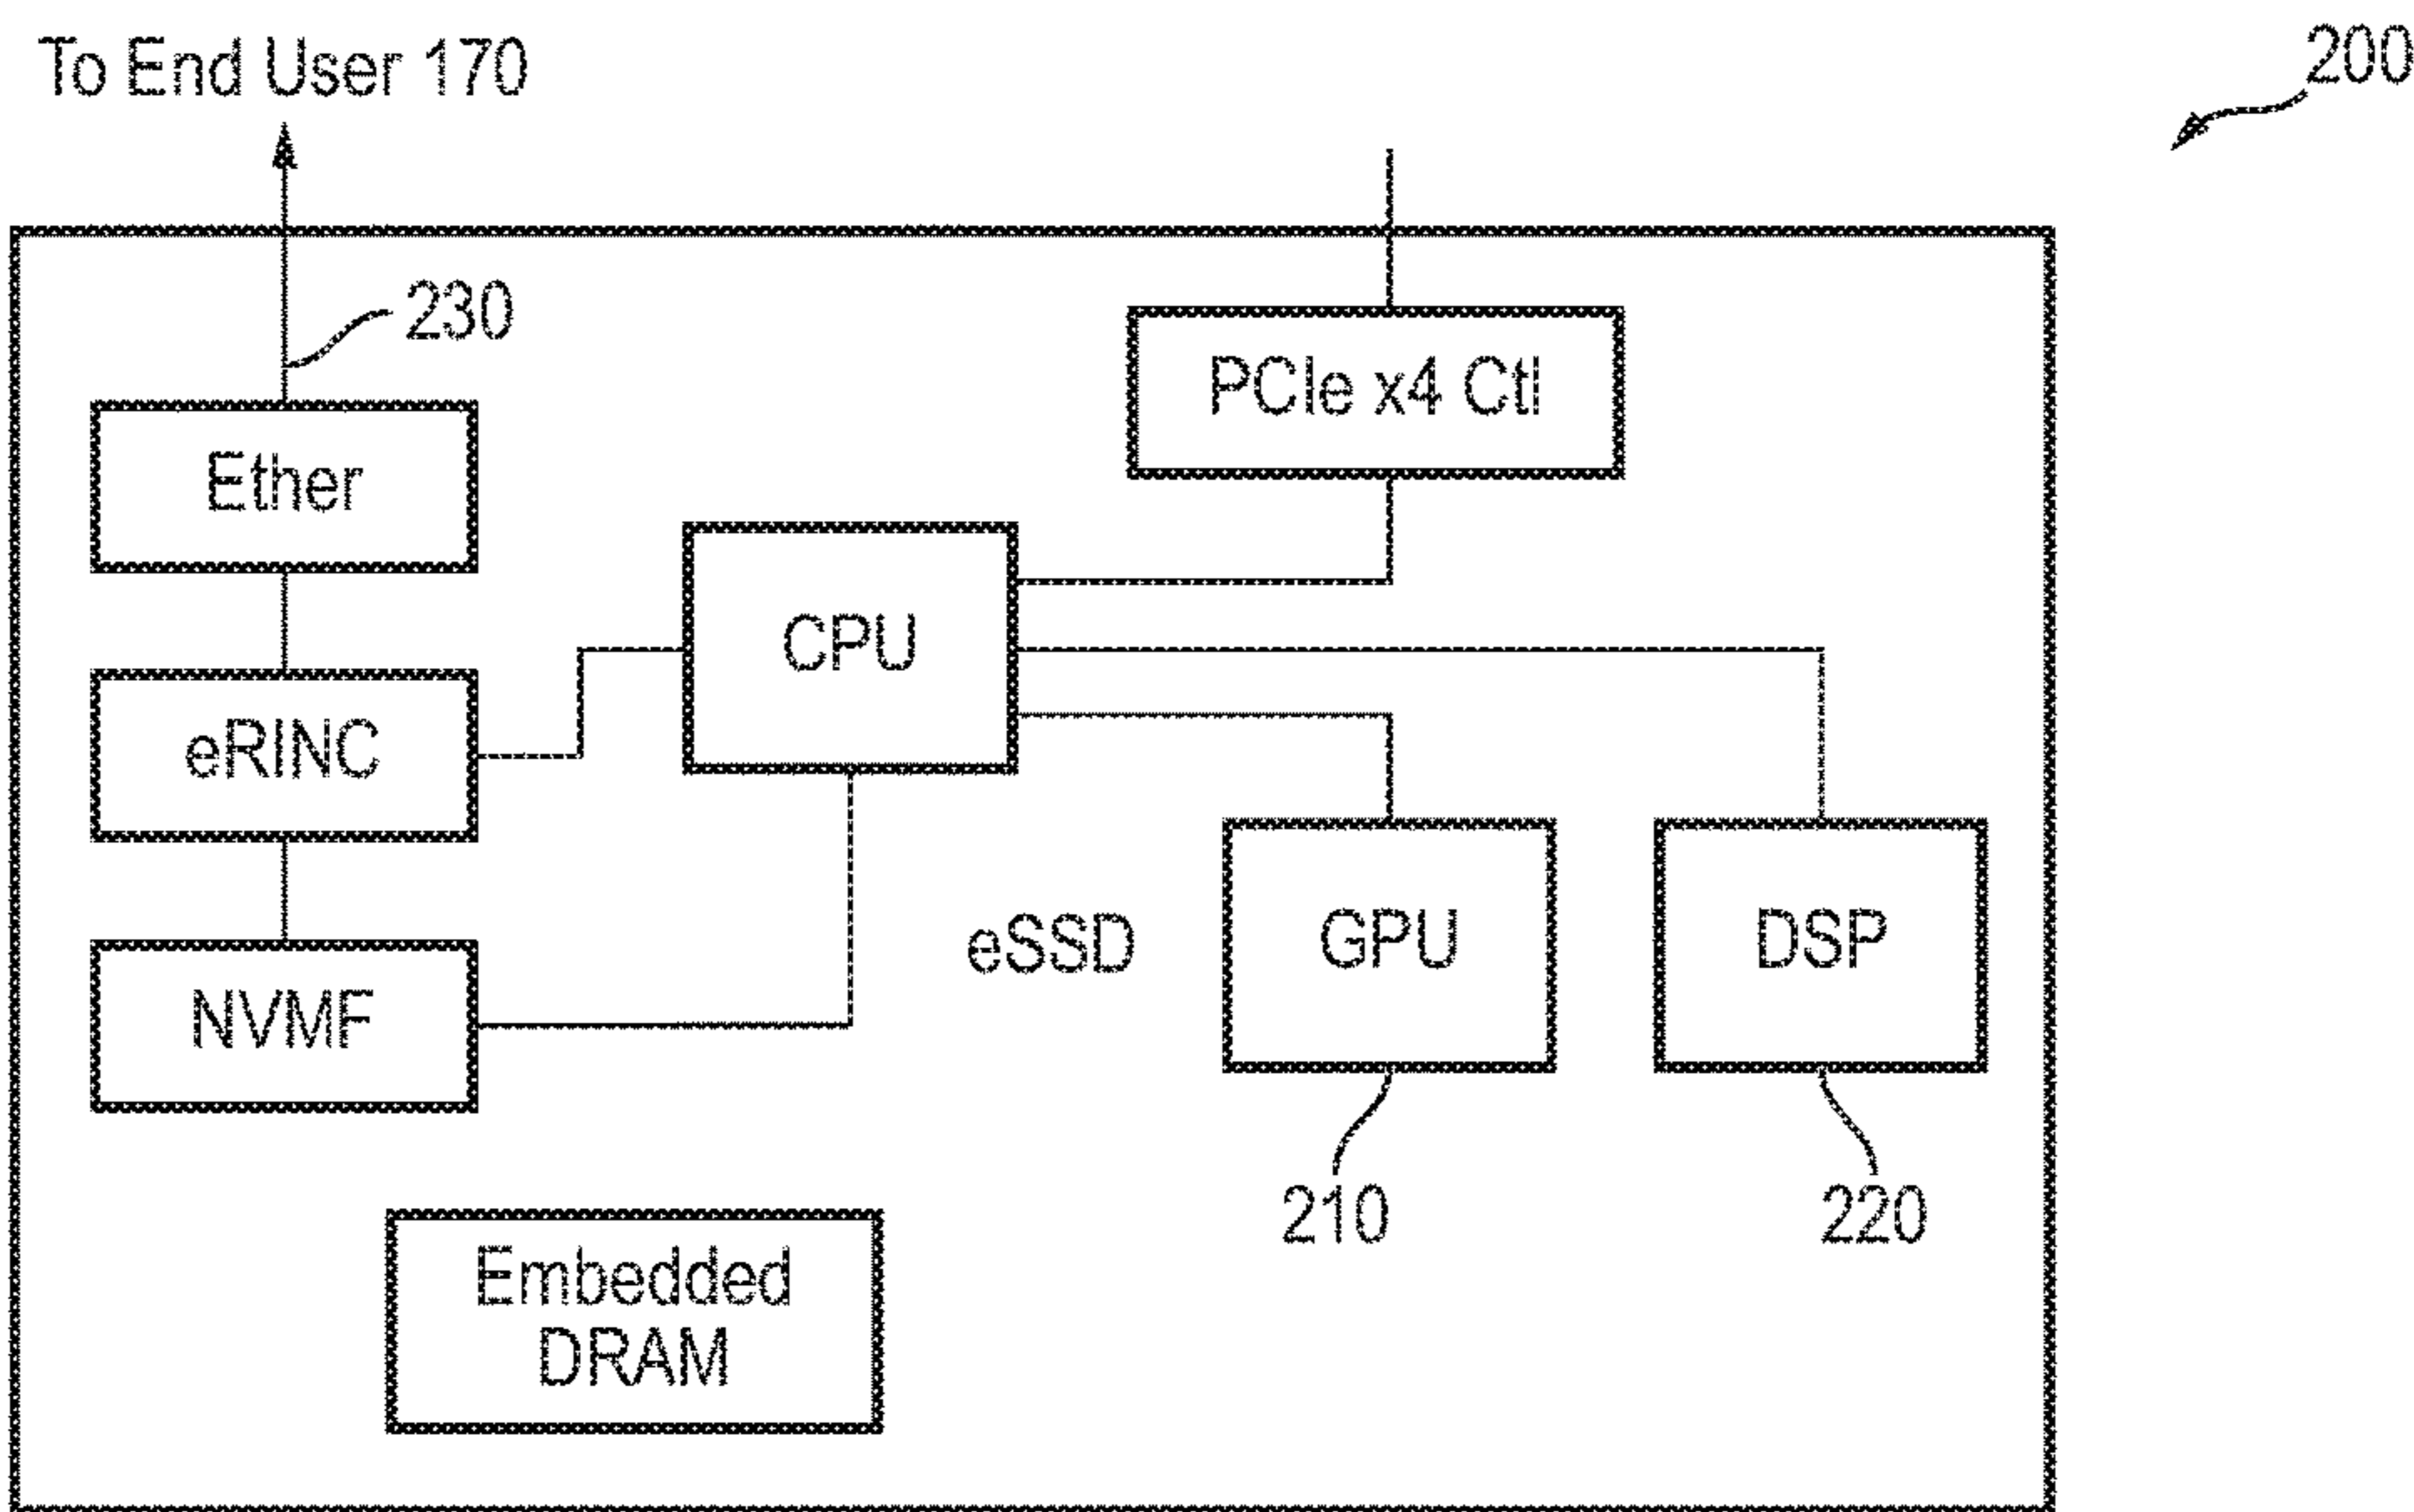 To End User 170
200
230
PCIe x4 Ctl
Ether
CPU
eRINC
eSSD
GPU
DSP
NVMF
210
220
Embedded
DRAM